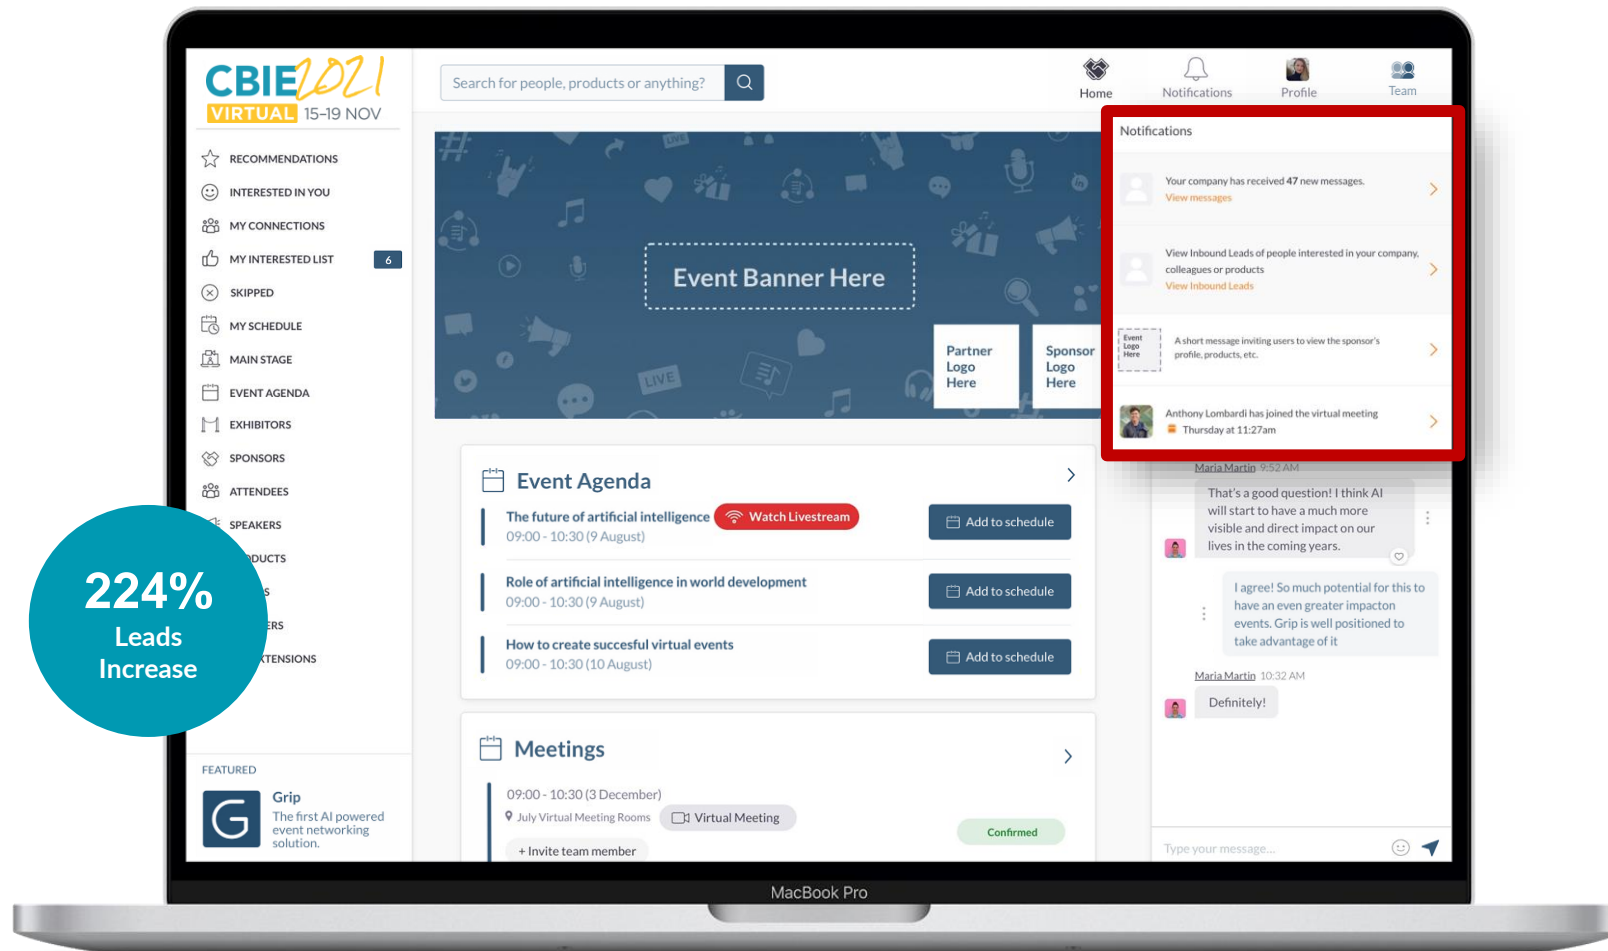 CBIE2021
VIRTUAL 15-19 NOV
Search for people, products or anything?
Home
Notifications
Profile
Team
RECOMMENDATIONS
INTERESTED IN YOU
MY CONNECTIONS
MY INTERESTED LIST 6
SKIPPED
MY SCHEDULE
MAIN STAGE
EVENT AGENDA
EXHIBITORS
SPONSORS
ATTENDEES
SPEAKERS
DUCTS
S
ERS
TENSIONS
224%
Leads
Increase
FEATURED
G
Grip
The first AI powered
event networking
solution.
LIVE
Event Banner Here
LIVE
Partner
Logo
Here
Sponsor
Logo
Here
Event Agenda
The future of artificial intelligence
Watch Livestream
09:00 - 10:30 (9 August)
Add to schedule
Role of artificial intelligence in world development
09:00 - 10:30 (9 August)
Add to schedule
How to create succesful virtual events
09:00 - 10:30 (10 August)
Add to schedule
Meetings
09:00 - 10:30 (3 December)
July Virtual Meeting Rooms
Virtual Meeting
+ Invite team member
Confirmed
Notifications
Your company has received 47 new messages.
View messages
View Inbound Leads of people interested in your company,
colleagues or products
View Inbound Leads
Event
Logo
Here
A short message inviting users to view the sponsor's
profile, products, etc.
Anthony Lombardi has joined the virtual meeting
Thursday at 11:27am
Maria Martin 9:52 AM
That's a good question! I think AI
will start to have a much more
visible and direct impact on our
lives in the coming years.
I agree! So much potential for this to
have an even greater impacton
events. Grip is well positioned to
take advantage of it
Maria Martin 10:32 AM
Definitely!
Type your message...
MacBook Pro